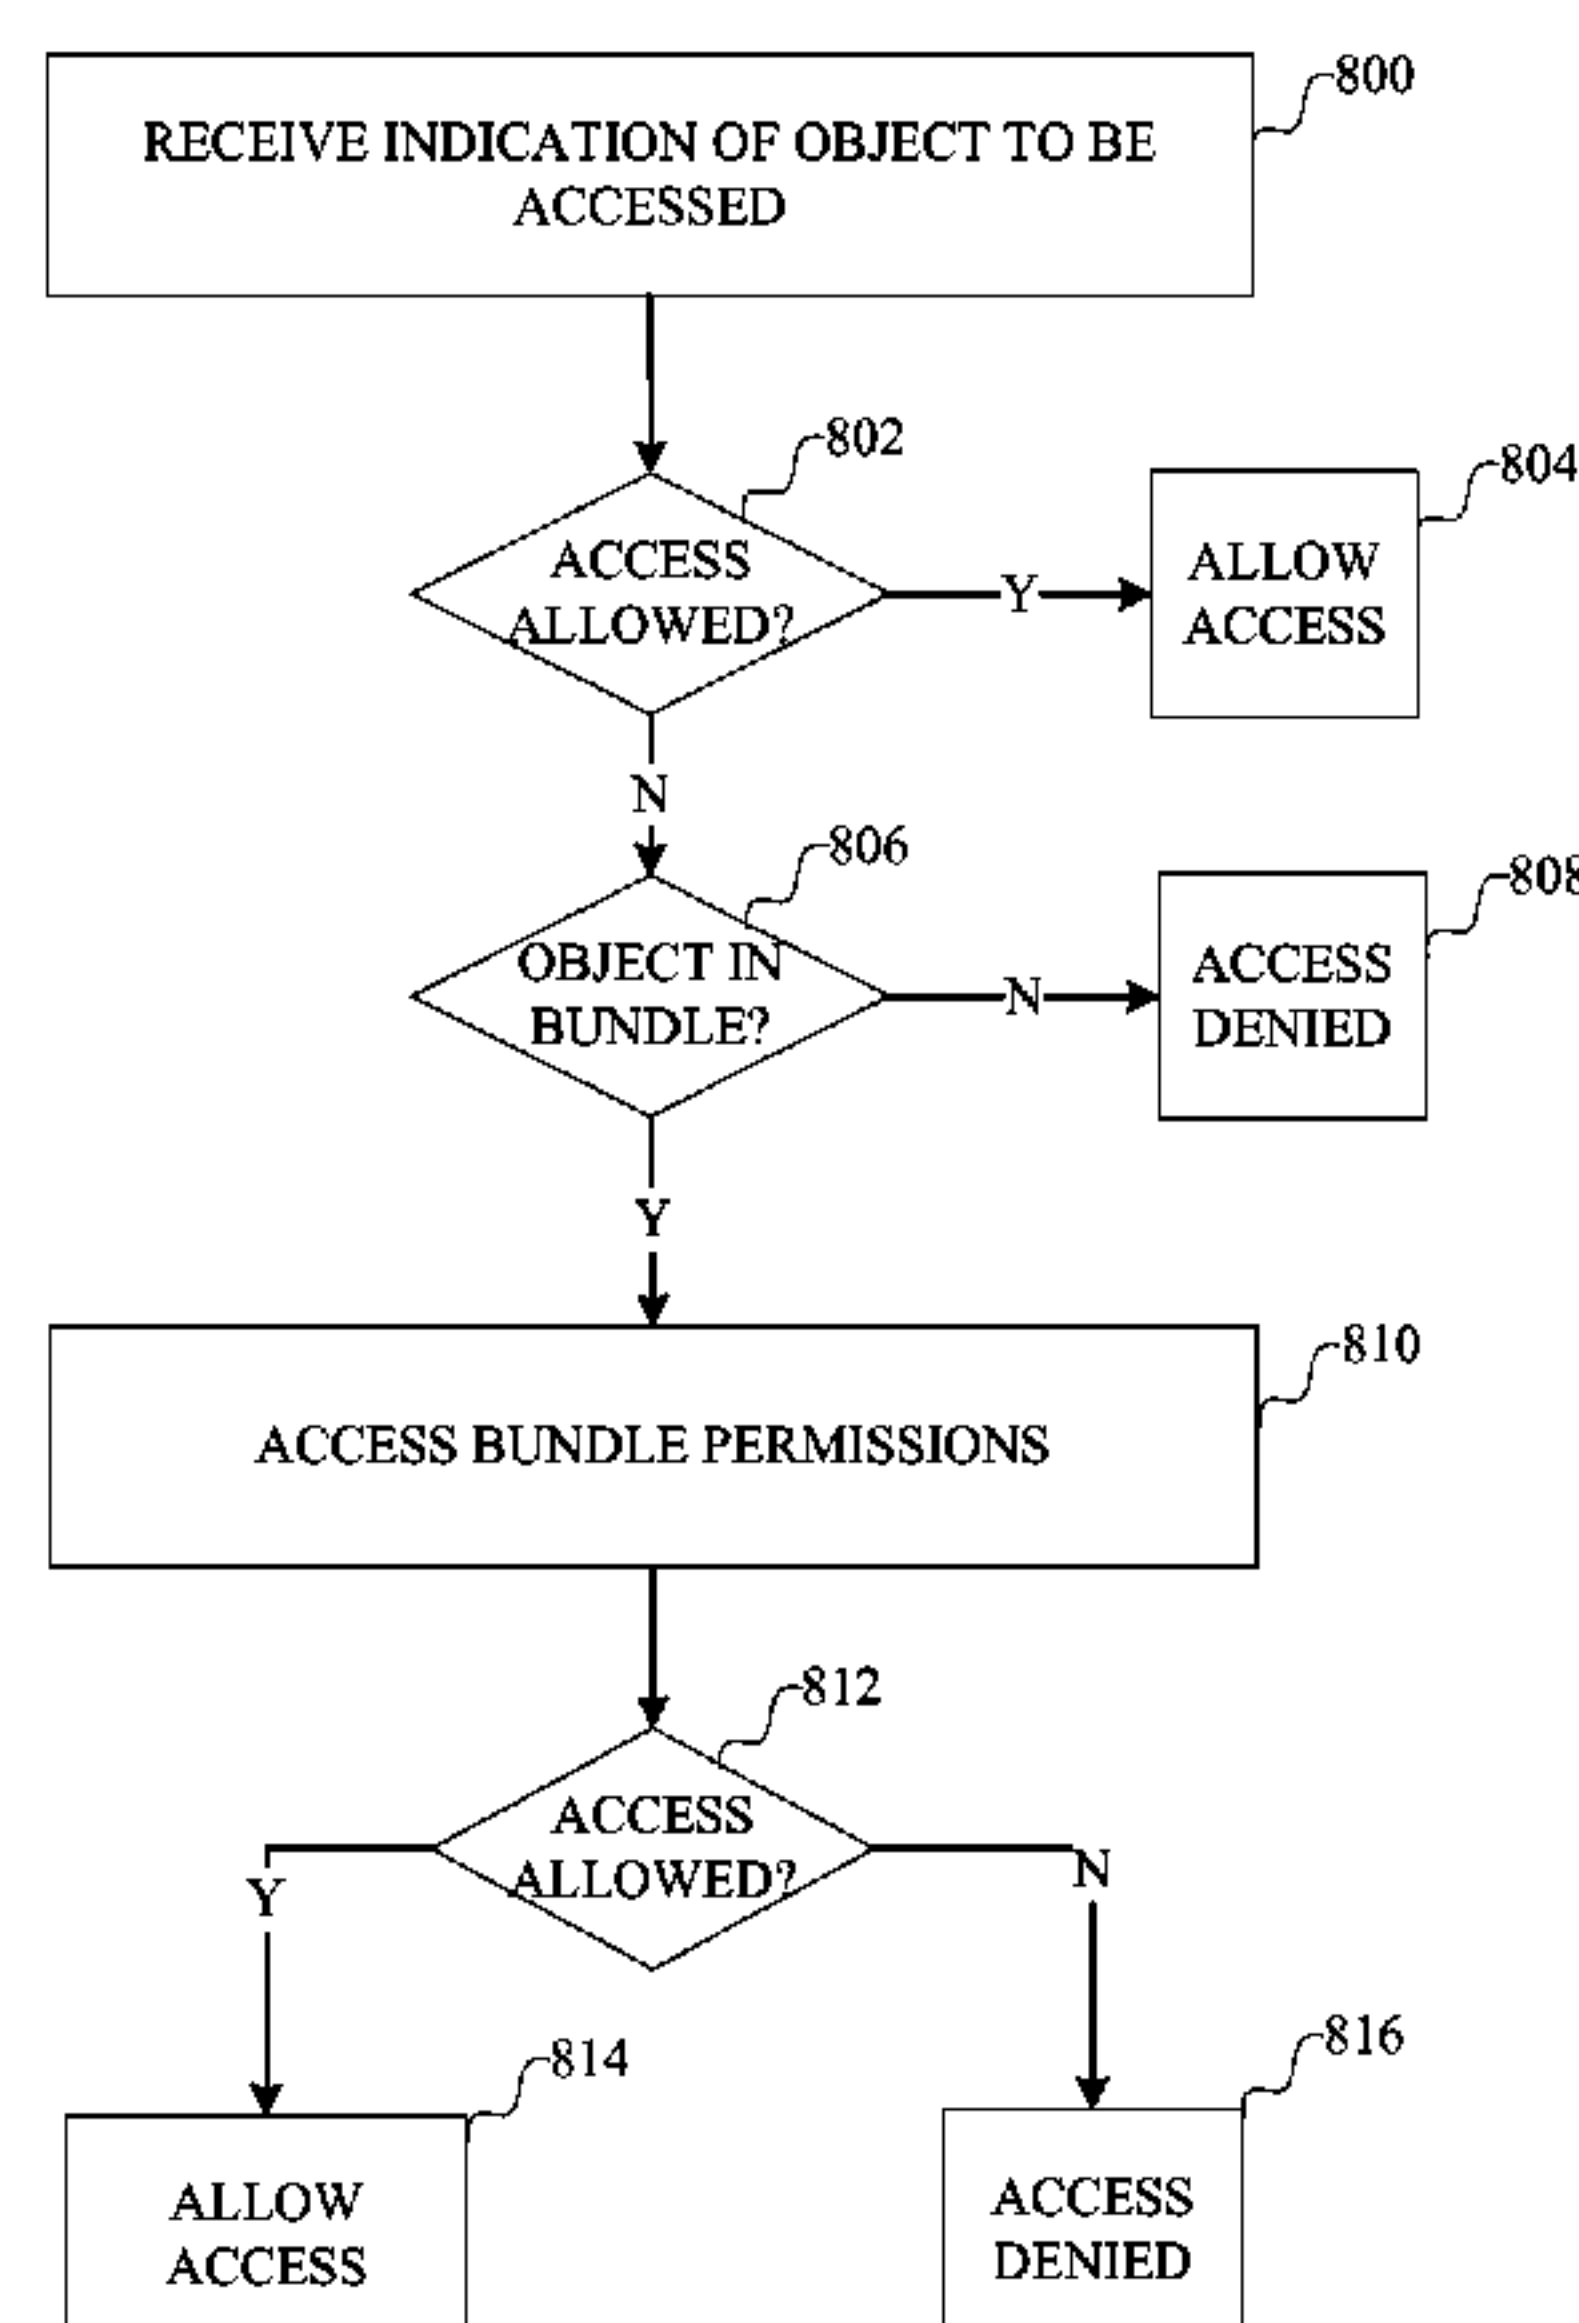 800
RECEIVE INDICATION OF OBJECT TO BE
ACCESSED
802
804
ACCESS
ALLOWED?
Y
ALLOW
ACCESS
N
806
808
OBJECT IN
BUNDLE?
N
ACCESS
DENIED
Y
810
ACCESS BUNDLE PERMISSIONS
812
ACCESS
ALLOWED?
Y
N
814
816
ALLOW
ACCESS
ACCESS
DENIED